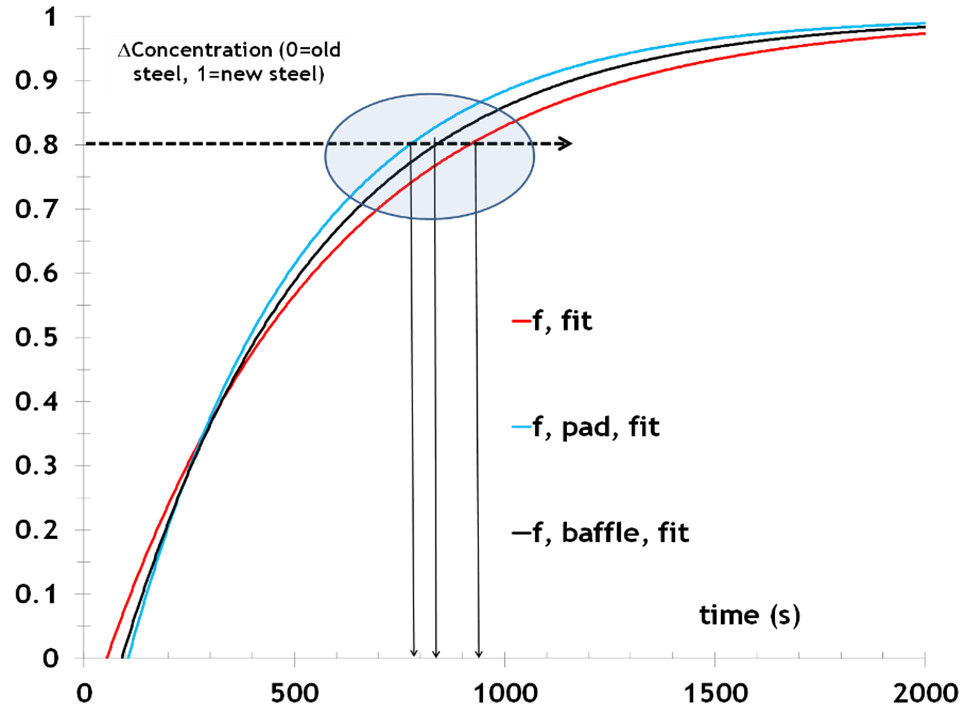 1
ΔConcentration (0=old
steel, 1=new steel)
0.9
0.8
0.7
0.6
0.5
0.4
0.3
0.2
0.1
0
f, fit
f, pad, fit
f, baffle, fit
time (s)
0
500
1000
1500
2000